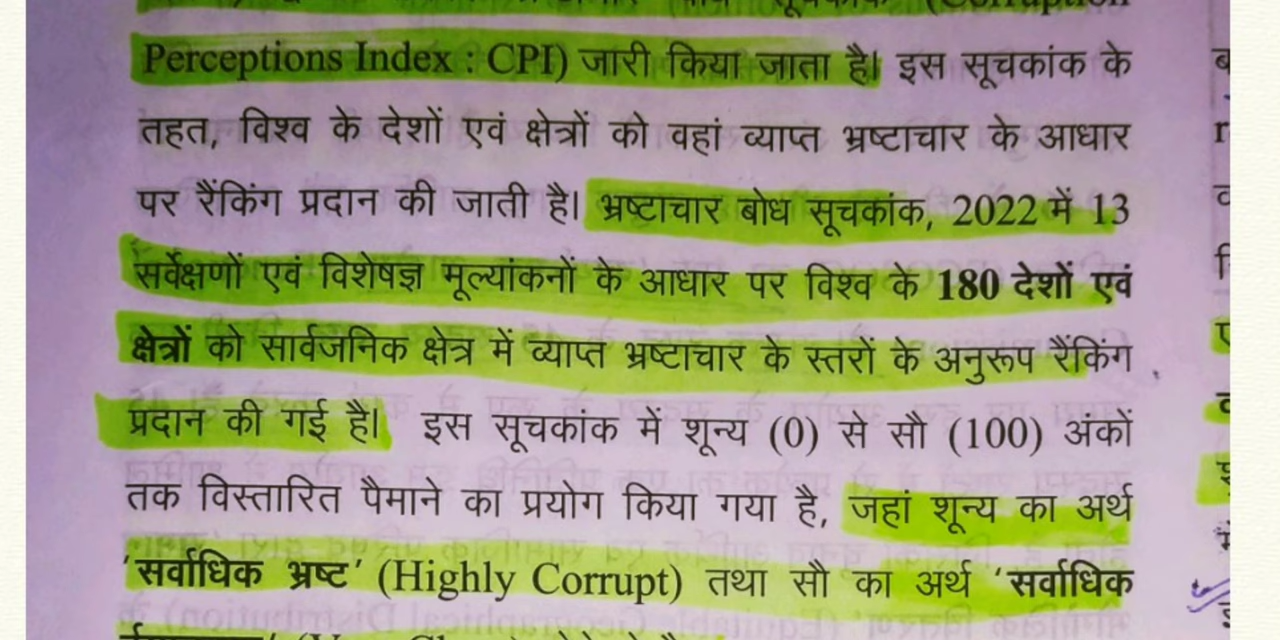 Perceptions Index : CPI) जारी किया जाता है। इस सूचकांक के
तहत, विश्व के देशों एवं क्षेत्रों को वहां व्याप्त भ्रष्टाचार के आधार
पर रैंकिंग प्रदान की जाती है। भ्रष्टाचार बोध सूचकांक, 2022 में 13
सर्वेक्षणों एवं विशेषज्ञ मूल्यांकनों के आधार पर विश्व के 180 देशों एवं
क्षेत्रों को सार्वजनिक क्षेत्र में व्याप्त भ्रष्टाचार के स्तरों के अनुरूप रैंकिंग
प्रदान की गई है। इस सूचकांक में शून्य (0) से सौ (100) अंकों
तक विस्तारित पैमाने का प्रयोग किया गया है, जहां शून्य का अर्थ
'सर्वाधिक भ्रष्ट' (Highly Corrupt) तथा सौ का अर्थ 'सर्वाधिक